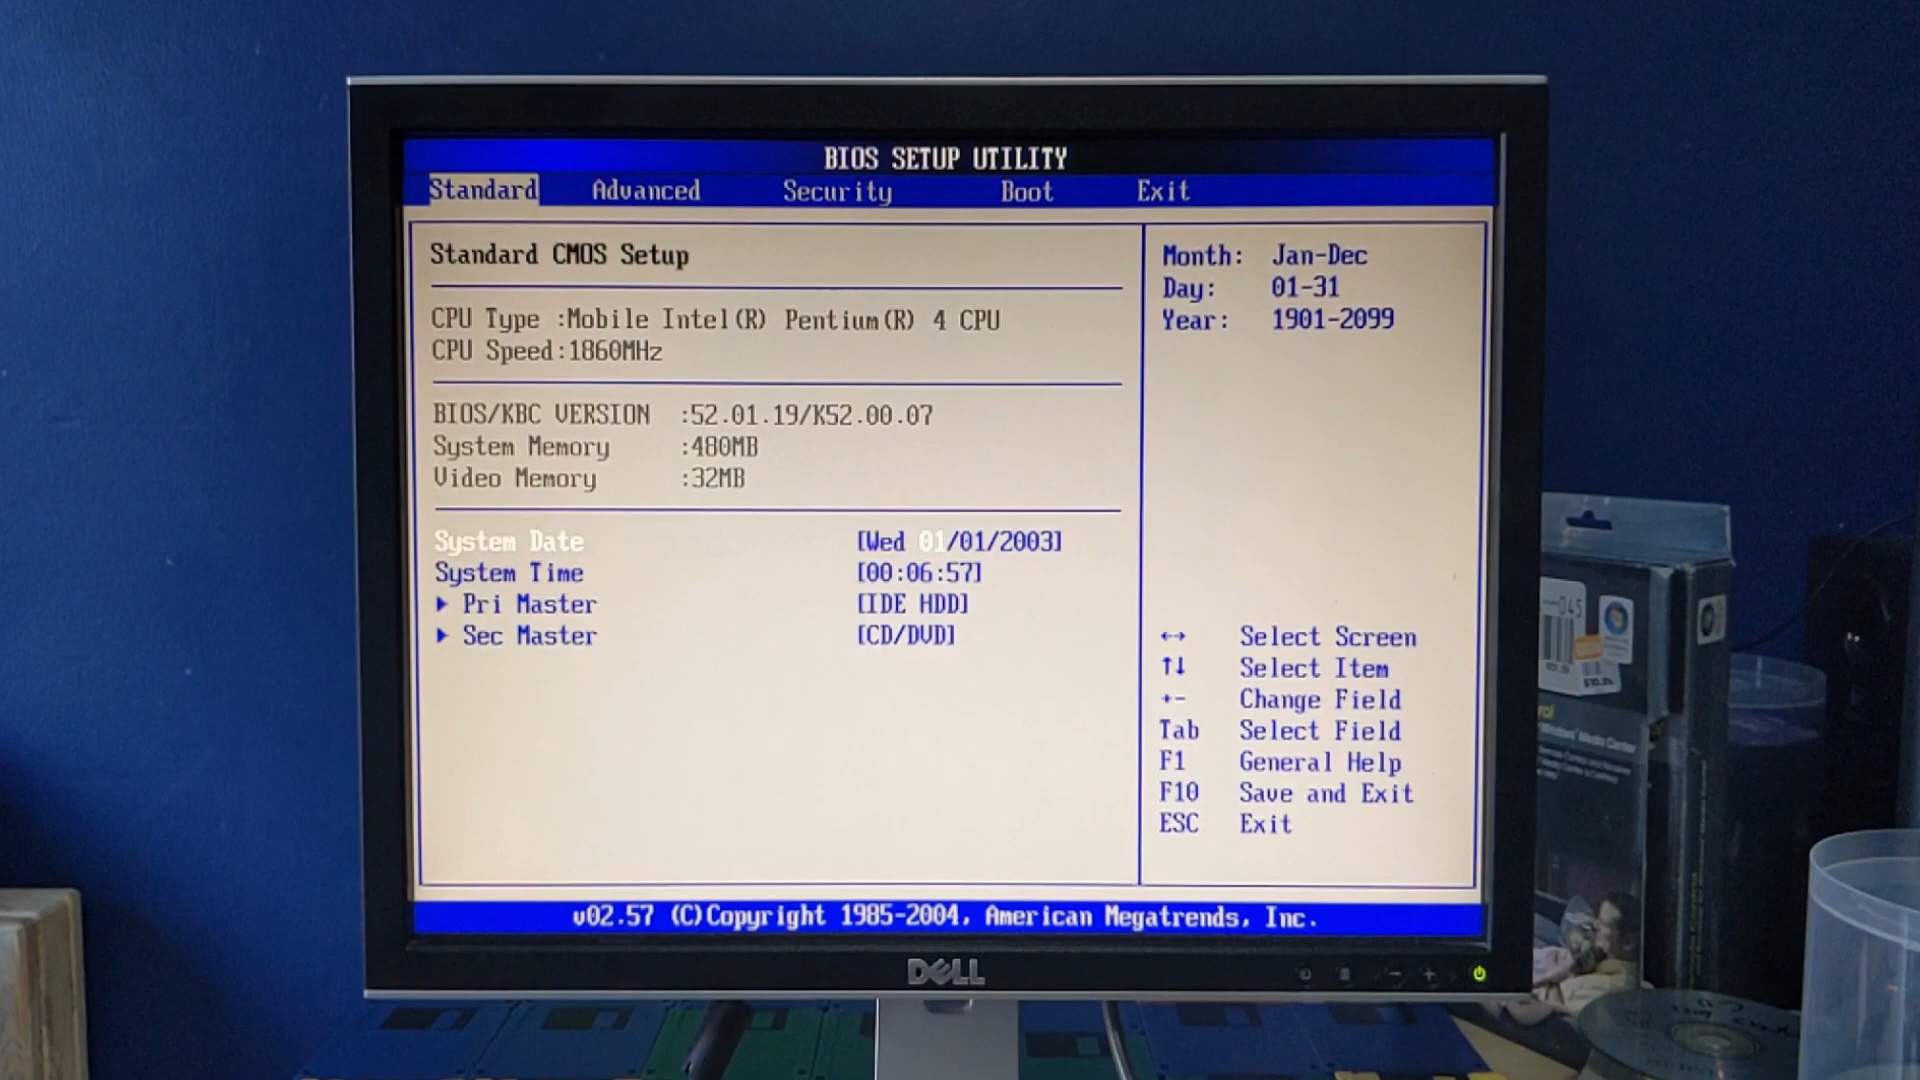 BIOS SETUP UTILITY
Standard Advanced Security Boot Exit
Standard CMOS Setup
CPU Type :Mobile Intel(R) Pentium(R) 4 CPU
CPU Speed:1860MHz
BIOS/KBC VERSION :52.01.19/K52.00.07
System Memory :480MB
Video Memory :32MB
System Date [Wed 01/01/2003]
System Time [00:06:57]
Pri Master [IDE HDD]
Sec Master [CD/DVD]
Month: Jan-Dec
Day: 01-31
Year: 1901-2099
↔ Select Screen
↑↓ Select Item
+- Change Field
Tab Select Field
F1 General Help
F10 Save and Exit
ESC Exit
v02.57 (C)Copyright 1985-2004, American Megatrends, Inc.
DELL
Windows Media Center